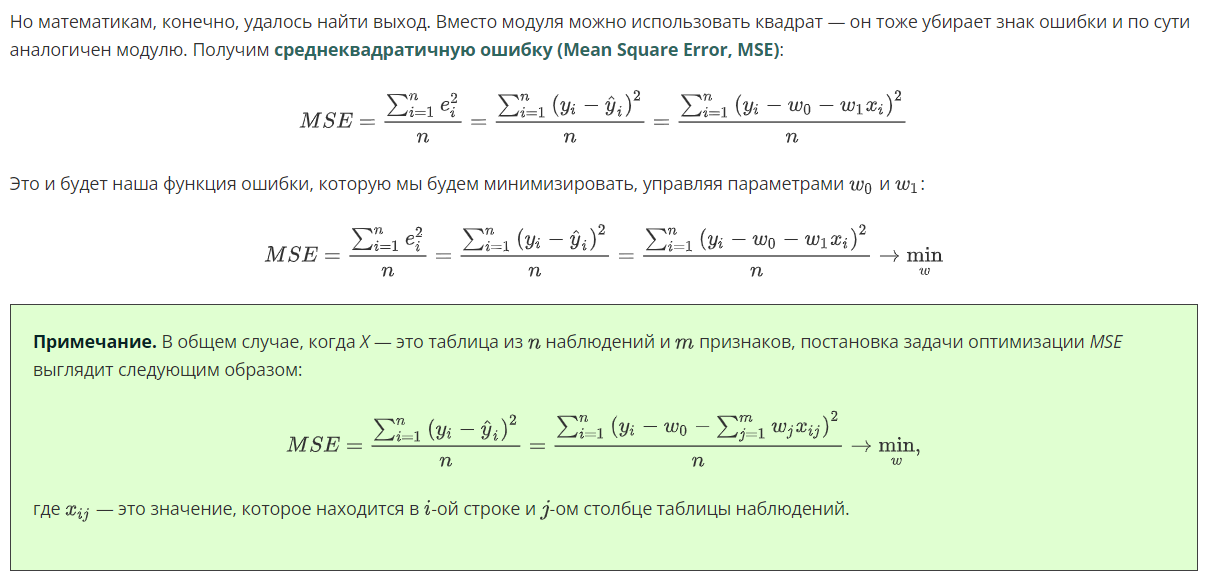 Но математикам, конечно, удалось найти выход. Вместо модуля можно использовать квадрат — он тоже убирает знак ошибки и по сути
аналогичен модулю. Получим среднеквадратичную ошибку (Mean Square Error, MSE):
MSE = \frac{\sum_{i=1}^{n} e_i^2}{n} = \frac{\sum_{i=1}^{n} (y_i - \hat{y}_i)^2}{n} = \frac{\sum_{i=1}^{n} (y_i - w_0 - w_1 x_i)^2}{n}
Это и будет наша функция ошибки, которую мы будем минимизировать, управляя параметрами w_0 и w_1:
MSE = \frac{\sum_{i=1}^{n} e_i^2}{n} = \frac{\sum_{i=1}^{n} (y_i - \hat{y}_i)^2}{n} = \frac{\sum_{i=1}^{n} (y_i - w_0 - w_1 x_i)^2}{n} \to \min_{w}
Примечание. В общем случае, когда X — это таблица из n наблюдений и m признаков, постановка задачи оптимизации MSE
выглядит следующим образом:
MSE = \frac{\sum_{i=1}^{n} (y_i - \hat{y}_i)^2}{n} = \frac{\sum_{i=1}^{n} (y_i - w_0 - \sum_{j=1}^{m} w_j x_{ij})^2}{n} \to \min_{w},
где x_{ij} — это значение, которое находится в i-ой строке и j-ом столбце таблицы наблюдений.